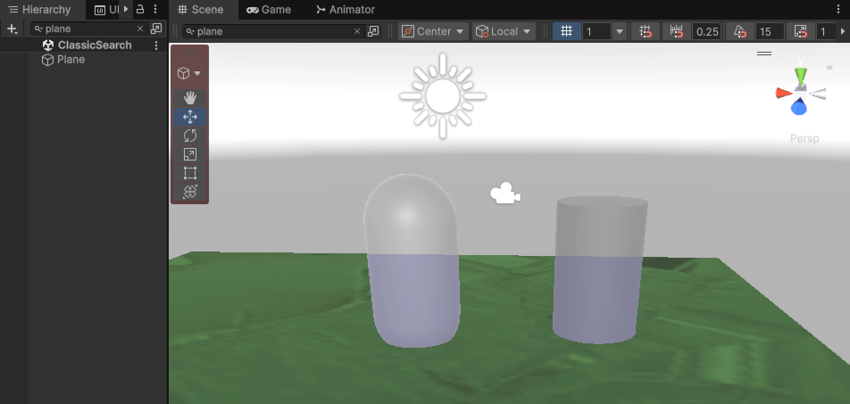 Hierarchy UI Scene Game Animator
plane plane Center Local 1 0.25 15 1
ClassicSearch
Plane
Persp